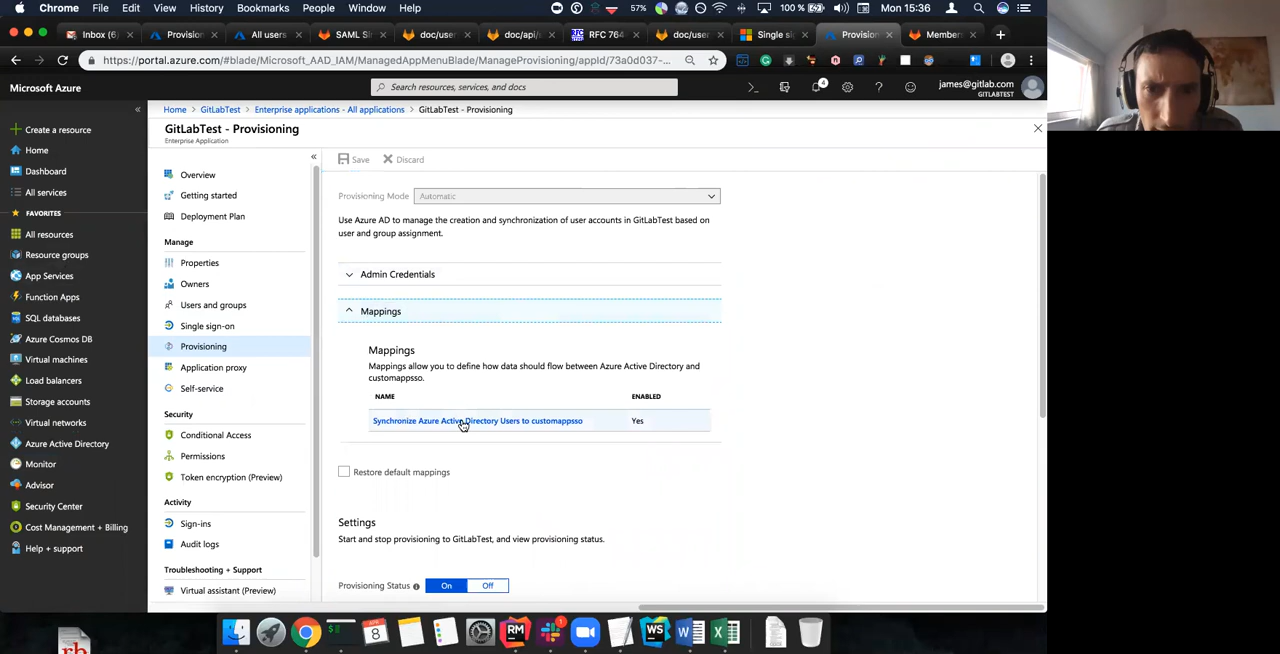 Chrome File Edit View History Bookmarks People Window Help 57% 100% Mon 15:36
Inbox (6) Provision All users SAML Si doc/user doc/api/u RFC 764 doc/user Single sig Provision Member
https://portal.azure.com/#blade/Microsoft_AAD_IAM/ManagedAppMenuBlade/ManageProvisioning/appId/73a0d037-...
Microsoft Azure
Search resources, services, and docs
4
james@gitlab.com
GITLABTEST
Create a resource
Home
Dashboard
All services
FAVORITES
All resources
Resource groups
App Services
Function Apps
SQL databases
Azure Cosmos DB
Virtual machines
Load balancers
Storage accounts
Virtual networks
Azure Active Directory
Monitor
Advisor
Security Center
Cost Management + Billing
Help + support
Home GitLabTest Enterprise applications - All applications GitLabTest - Provisioning
GitLabTest - Provisioning
Enterprise Application
Overview
Getting started
Deployment Plan
Manage
Properties
Owners
Users and groups
Single sign-on
Provisioning
Application proxy
Self-service
Security
Conditional Access
Permissions
Token encryption (Preview)
Activity
Sign-ins
Audit logs
Troubleshooting + Support
Virtual assistant (Preview)
Save Discard
Provisioning Mode Automatic
Use Azure AD to manage the creation and synchronization of user accounts in GitLabTest based on
user and group assignment.
Admin Credentials
Mappings
Mappings
Mappings allow you to define how data should flow between Azure Active Directory and
customappsso.
NAME ENABLED
Synchronize Azure Active Directory Users to customappsso Yes
Restore default mappings
Settings
Start and stop provisioning to GitLabTest, and view provisioning status.
Provisioning Status On Off
rb
APR
8
RM
1
WS